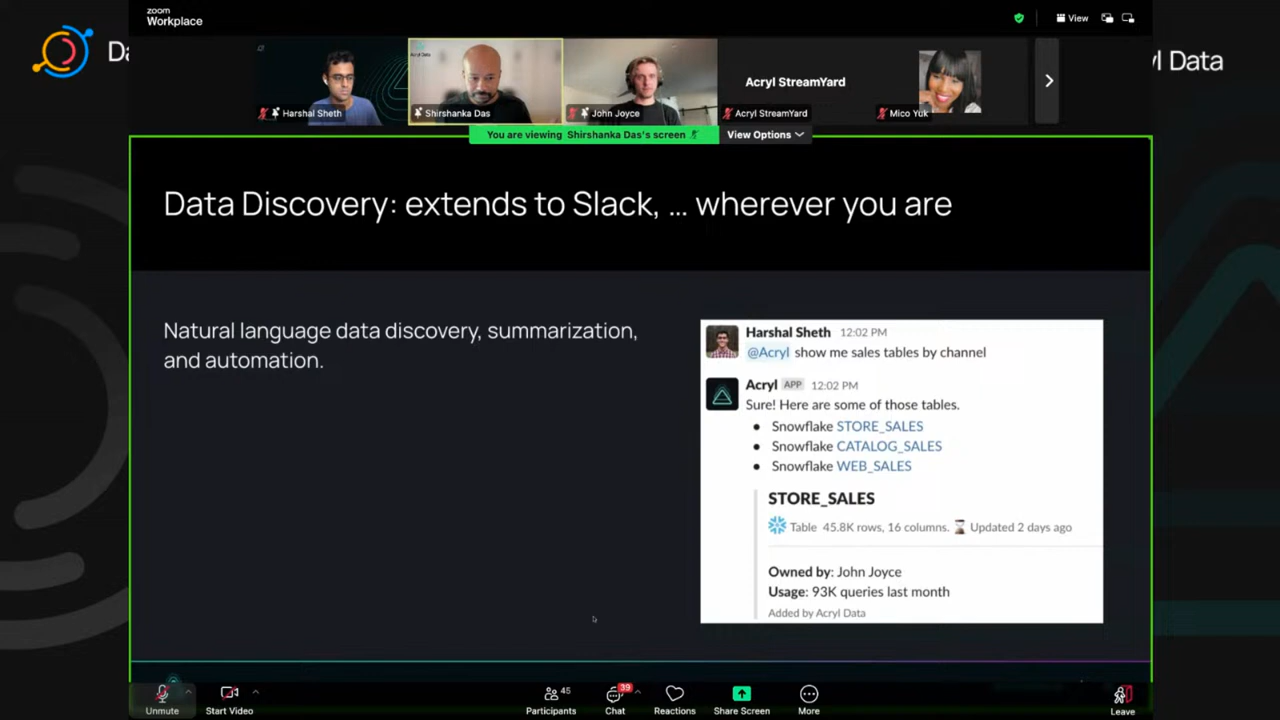 zoom
Workplace
View
Da
yl Data
Acryl Data
Harshal Sheth
Shirshanka Das
John Joyce
Acryl StreamYard
Acryl StreamYard
Mico Yuk
You are viewing Shirshanka Das's screen
View Options
Data Discovery: extends to Slack, ... wherever you are
Natural language data discovery, summarization,
and automation.
Harshal Sheth 12:02 PM
@Acryl show me sales tables by channel
Acryl APP 12:02 PM
Sure! Here are some of those tables.
• Snowflake STORE_SALES
• Snowflake CATALOG_SALES
• Snowflake WEB_SALES
STORE_SALES
Table 45.8K rows, 16 columns. ⌛ Updated 2 days ago
Owned by: John Joyce
Usage: 93K queries last month
Added by Acryl Data
Unmute
Start Video
45
Participants
39
Chat
Reactions
Share Screen
More
Leave